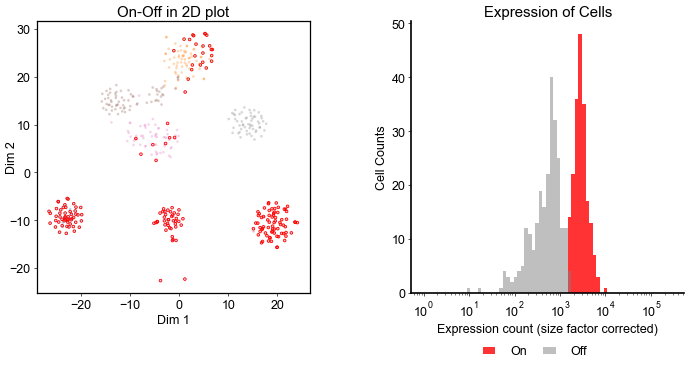 On-Off in 2D plot
30
20
10
0
−10
−20
Dim 2
−20 −10 0 10 20
Dim 1
Expression of Cells
50
40
30
20
10
0
Cell Counts
10^0 10^1 10^2 10^3 10^4 10^5
Expression count (size factor corrected)
On Off